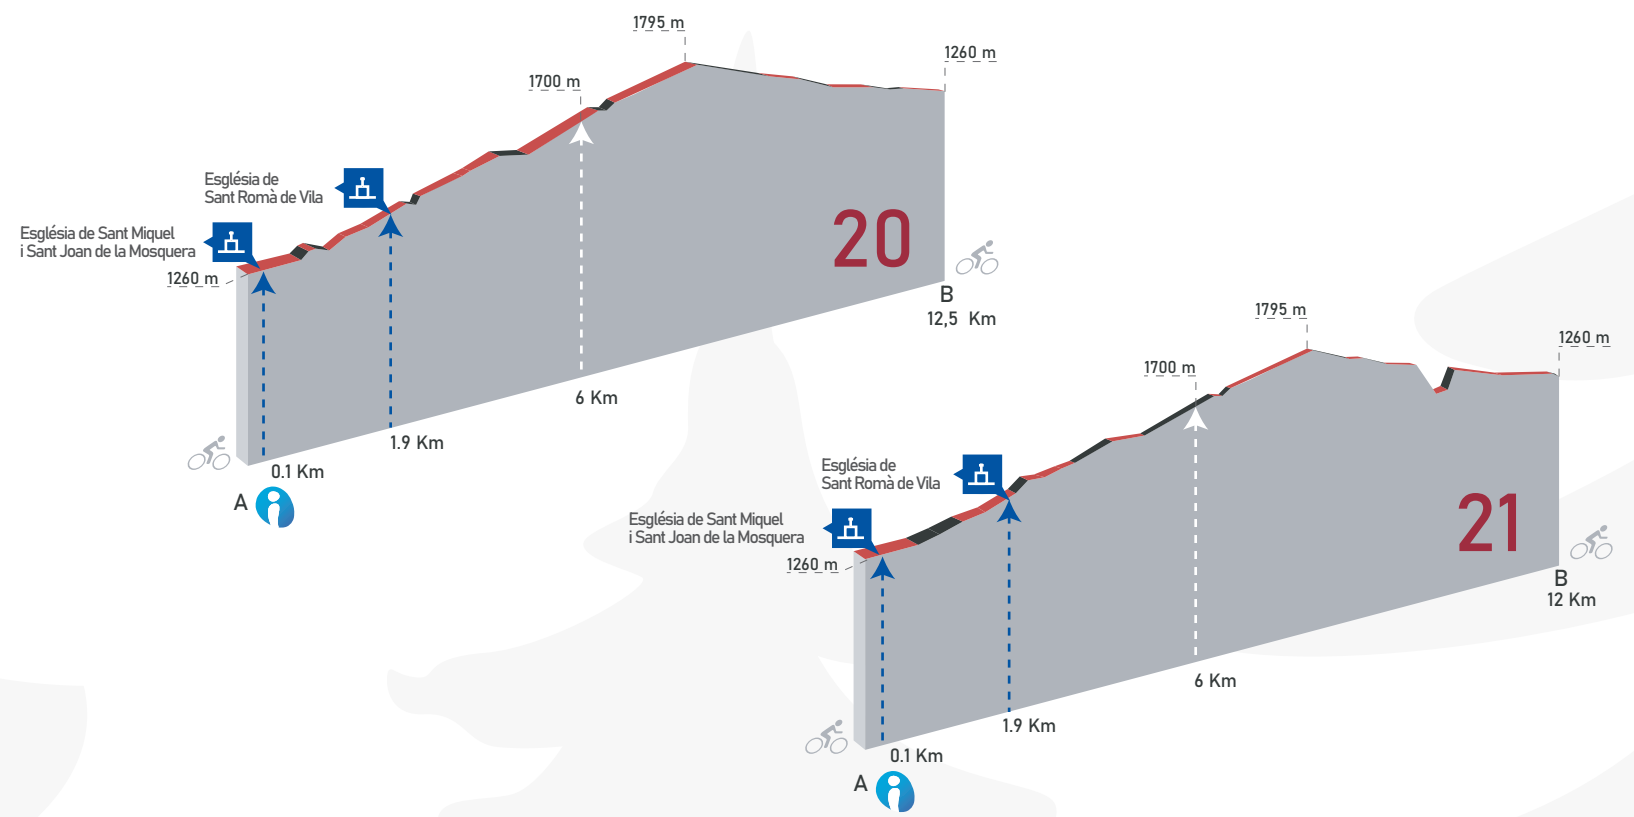 1795 m
1260 m
1700 m
Església de
Sant Romà de Vila
Església de Sant Miquel
i Sant Joan de la Mosquera
1260 m
20
B
12,5 Km
6 Km
1.9 Km
0.1 Km
A
1795 m
1260 m
1700 m
Església de
Sant Romà de Vila
Església de Sant Miquel
i Sant Joan de la Mosquera
1260 m
21
B
12 Km
6 Km
1.9 Km
0.1 Km
A